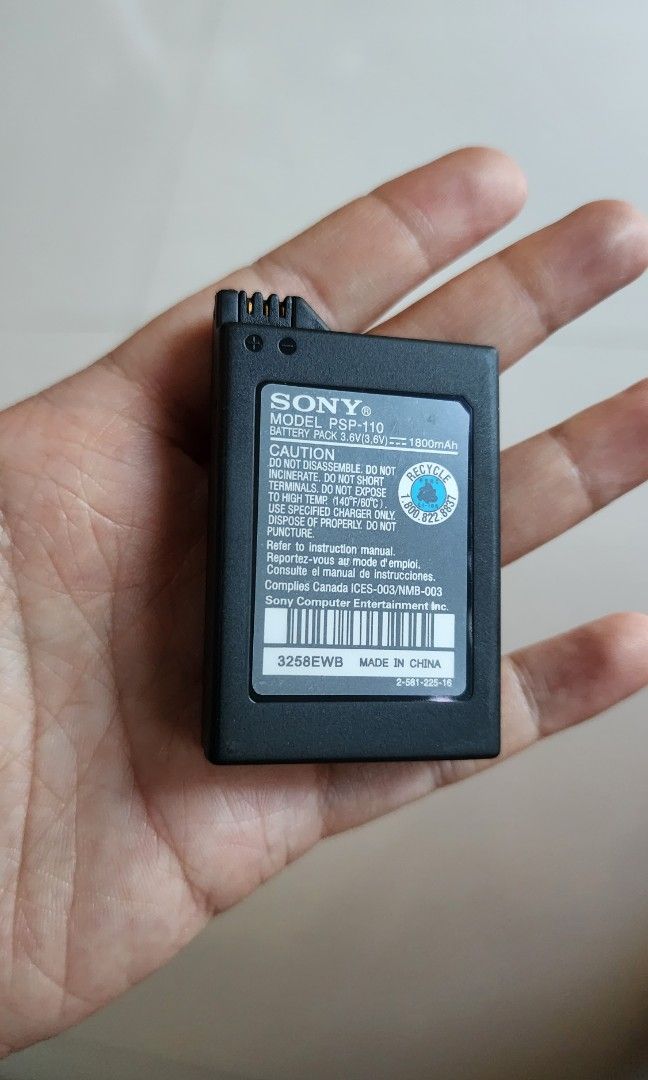 + −
SONY®
MODEL PSP-110
BATTERY PACK 3.6V(3,6V) 1800mAh
CAUTION
DO NOT DISASSEMBLE. DO NOT
INCINERATE. DO NOT SHORT
TERMINALS. DO NOT EXPOSE
TO HIGH TEMP. (140°F/60°C).
USE SPECIFIED CHARGER ONLY.
DISPOSE OF PROPERLY. DO NOT
PUNCTURE.
RECYCLE
1.800.822.8837
Refer to instruction manual.
Reportez-vous au mode d'emploi.
Consulte el manual de instrucciones.
Complies Canada ICES-003/NMB-003
Sony Computer Entertainment Inc.
3258EWB MADE IN CHINA
2-581-225-16